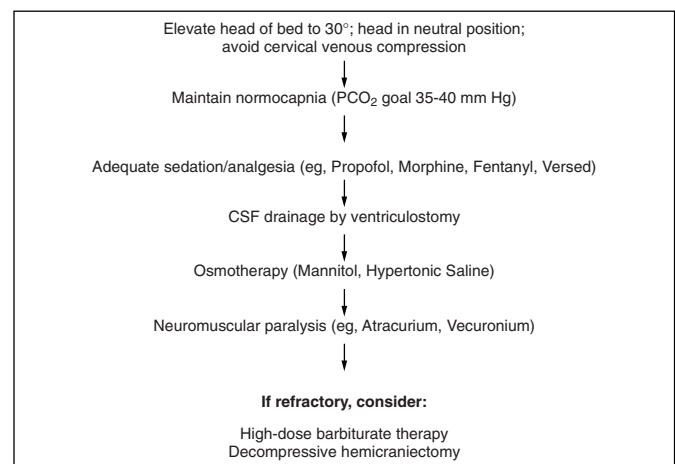 Elevate head of bed to 30°; head in neutral position;
avoid cervical venous compression
Maintain normocapnia (PCO₂ goal 35-40 mm Hg)
Adequate sedation/analgesia (eg, Propofol, Morphine, Fentanyl, Versed)
CSF drainage by ventriculostomy
Osmotherapy (Mannitol, Hypertonic Saline)
Neuromuscular paralysis (eg, Atracurium, Vecuronium)
If refractory, consider:
High-dose barbiturate therapy
Decompressive hemicraniectomy